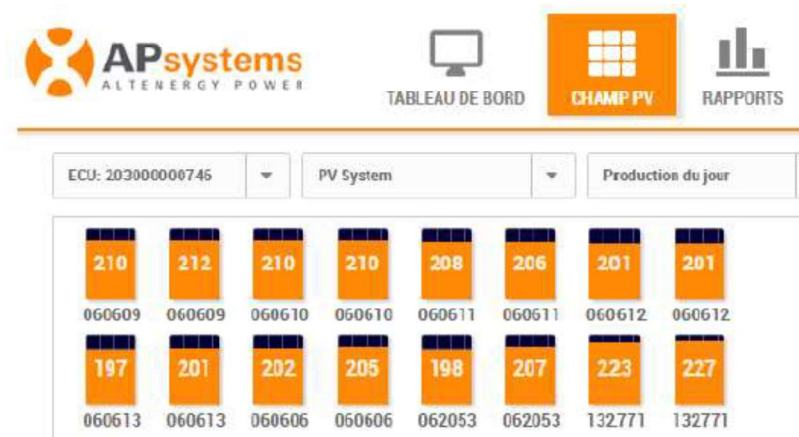 APsystems
ALTENERGY POWER
TABLEAU DE BORD
CHAMP PV
RAPPORTS
ECU: 203000000746
PV System
Production du jour
210 212 210 210 208 206 201 201
060609 060609 060610 060610 060611 060611 060612 060612
197 201 202 205 198 207 223 227
060613 060613 060606 060606 062053 062053 132771 132771